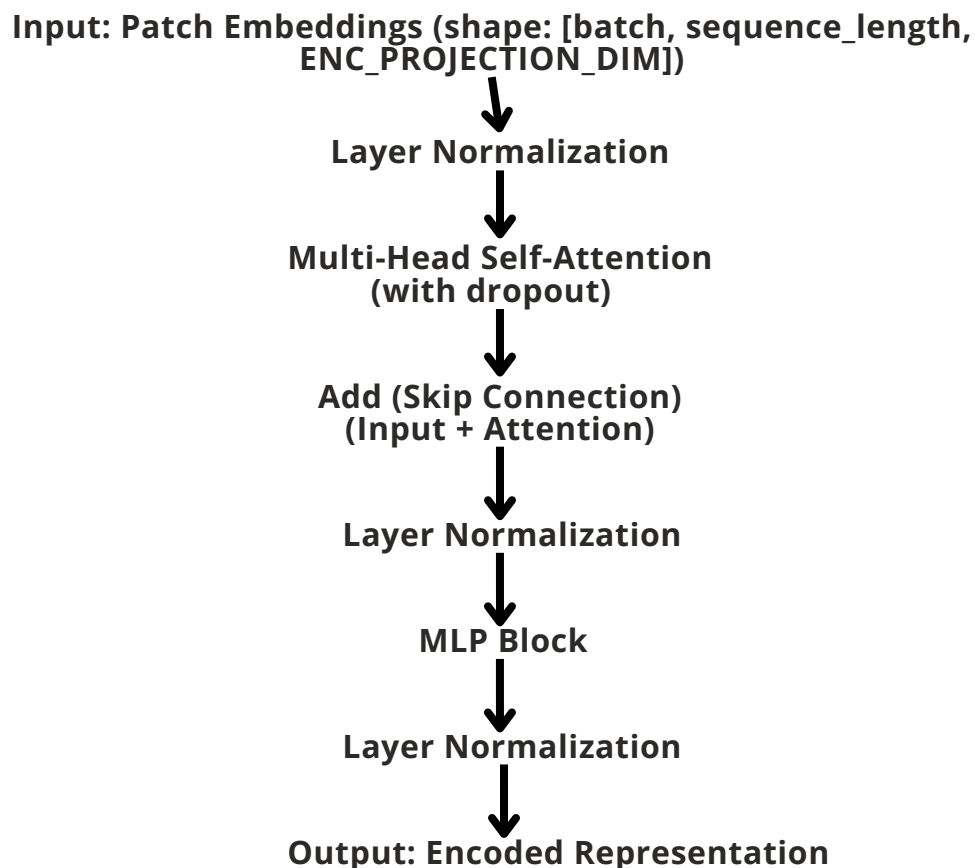 Input: Patch Embeddings (shape: [batch, sequence_length,
ENC_PROJECTION_DIM])
Layer Normalization
Multi-Head Self-Attention
(with dropout)
Add (Skip Connection)
(Input + Attention)
Layer Normalization
MLP Block
Layer Normalization
Output: Encoded Representation